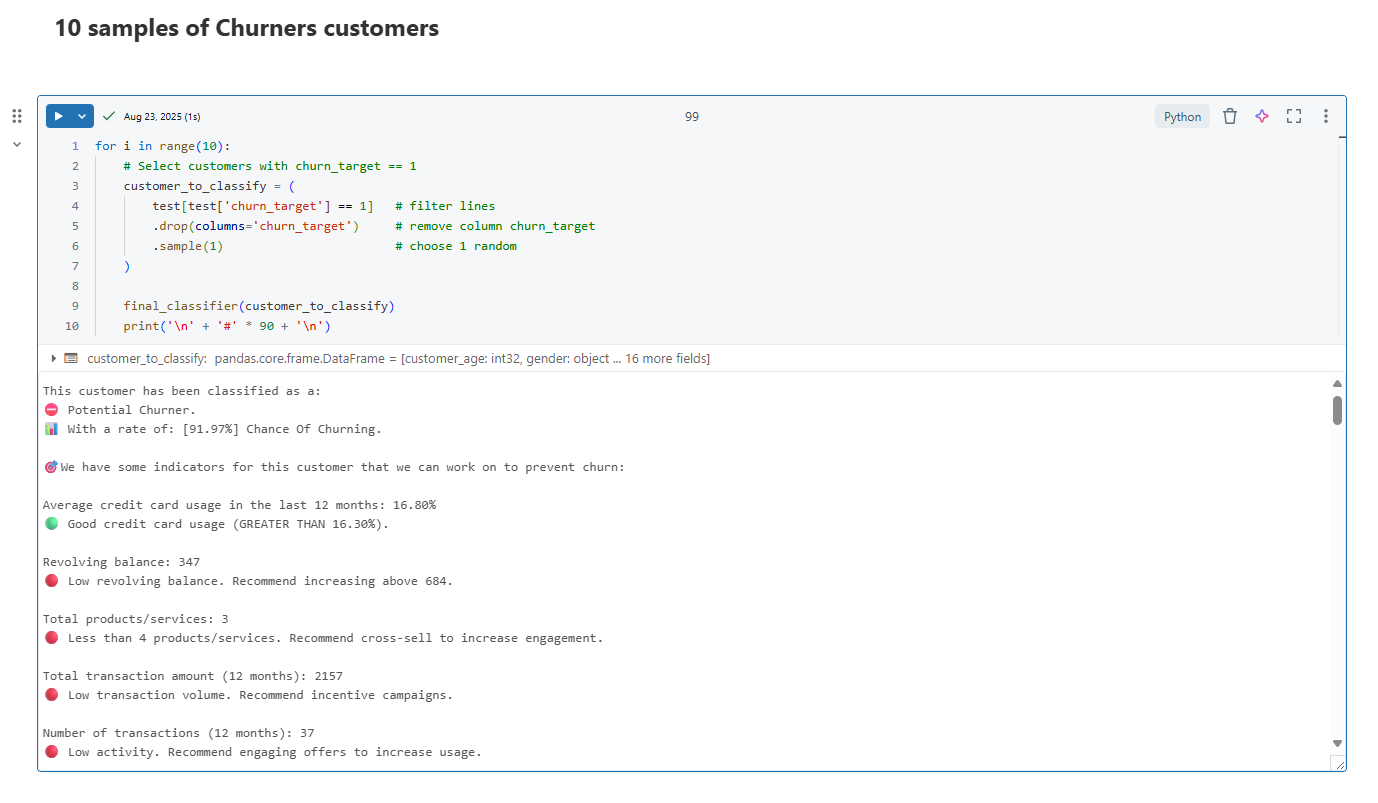 10 samples of Churners customers
Aug 23, 2025 (1s)
99
Python
1 for i in range(10):
2     # Select customers with churn_target == 1
3     customer_to_classify = (
4         test[test['churn_target'] == 1]   # filter lines
5         .drop(columns='churn_target')     # remove column churn_target
6         .sample(1)                        # choose 1 random
7     )
8
9     final_classifier(customer_to_classify)
10     print('\n' + '#' * 90 + '\n')
customer_to_classify: pandas.core.frame.DataFrame = [customer_age: int32, gender: object ... 16 more fields]
This customer has been classified as a:
⛔ Potential Churner.
📊 With a rate of: [91.97%] Chance Of Churning.
🎯We have some indicators for this customer that we can work on to prevent churn:
Average credit card usage in the last 12 months: 16.80%
🟢 Good credit card usage (GREATER THAN 16.30%).
Revolving balance: 347
🔴 Low revolving balance. Recommend increasing above 684.
Total products/services: 3
🔴 Less than 4 products/services. Recommend cross-sell to increase engagement.
Total transaction amount (12 months): 2157
🔴 Low transaction volume. Recommend incentive campaigns.
Number of transactions (12 months): 37
🔴 Low activity. Recommend engaging offers to increase usage.